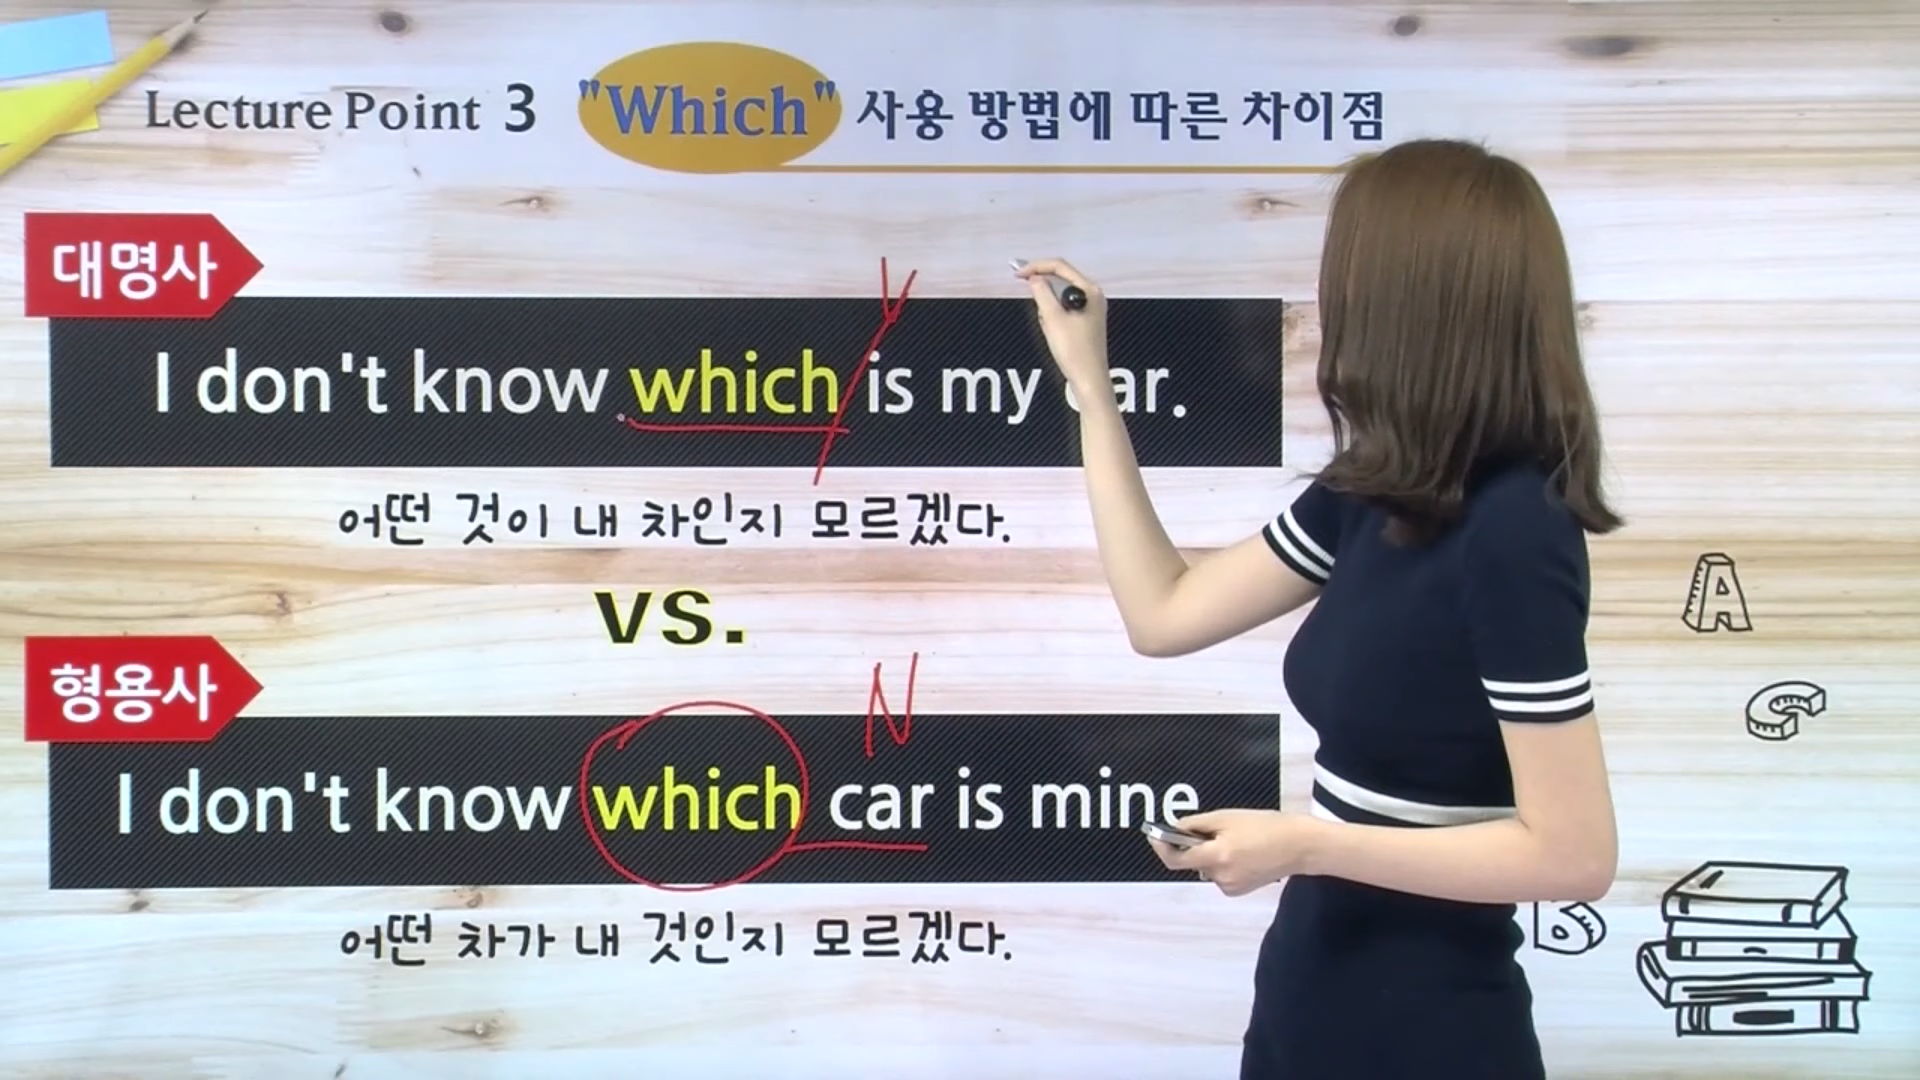 Lecture Point 3 "Which" 사용 방법에 따른 차이점
대명사
V
I don't know which is my car.
어떤 것이 내 차인지 모르겠다.
vs.
형용사
N
I don't know which car is mine
어떤 차가 내 것인지 모르겠다.
A
C
B